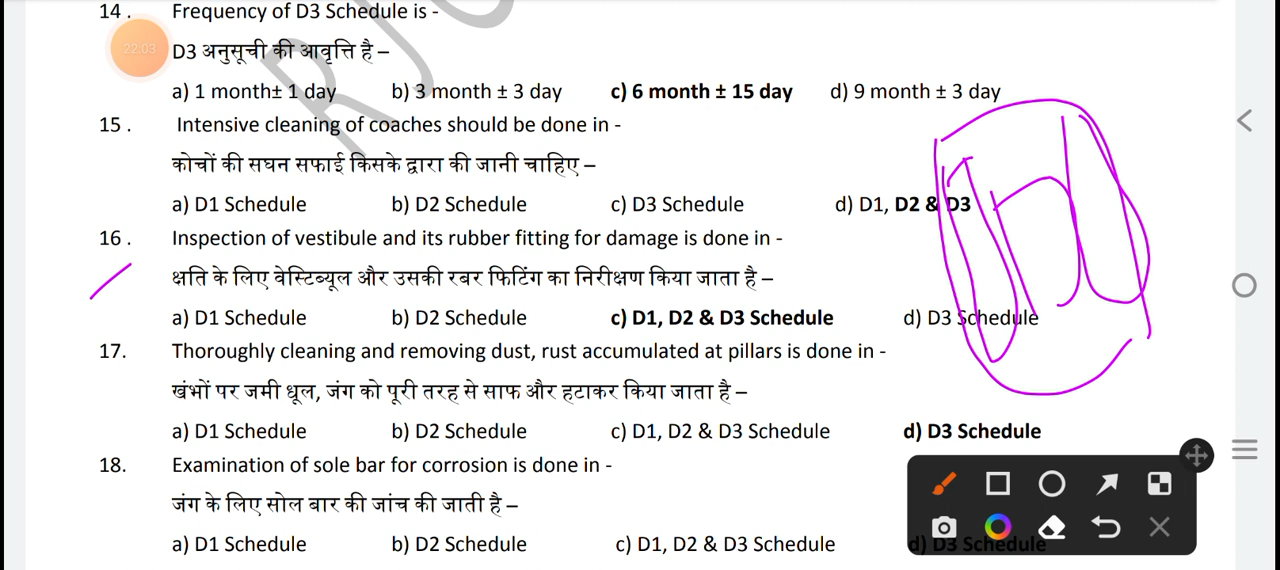 14 . Frequency of D3 Schedule is -
22:03
D3 अनुसूची की आवृत्ति है –
a) 1 month± 1 day b) 3 month ± 3 day c) 6 month ± 15 day d) 9 month ± 3 day
15 . Intensive cleaning of coaches should be done in -
कोचों की सघन सफाई किसके द्वारा की जानी चाहिए –
a) D1 Schedule b) D2 Schedule c) D3 Schedule d) D1, D2 & D3
16 . Inspection of vestibule and its rubber fitting for damage is done in -
क्षति के लिए वेस्टिब्यूल और उसकी रबर फिटिंग का निरीक्षण किया जाता है –
a) D1 Schedule b) D2 Schedule c) D1, D2 & D3 Schedule d) D3 Schedule
17. Thoroughly cleaning and removing dust, rust accumulated at pillars is done in -
खंभों पर जमी धूल, जंग को पूरी तरह से साफ और हटाकर किया जाता है –
a) D1 Schedule b) D2 Schedule c) D1, D2 & D3 Schedule d) D3 Schedule
18. Examination of sole bar for corrosion is done in -
जंग के लिए सोल बार की जांच की जाती है –
a) D1 Schedule b) D2 Schedule c) D1, D2 & D3 Schedule d) D3 Schedule